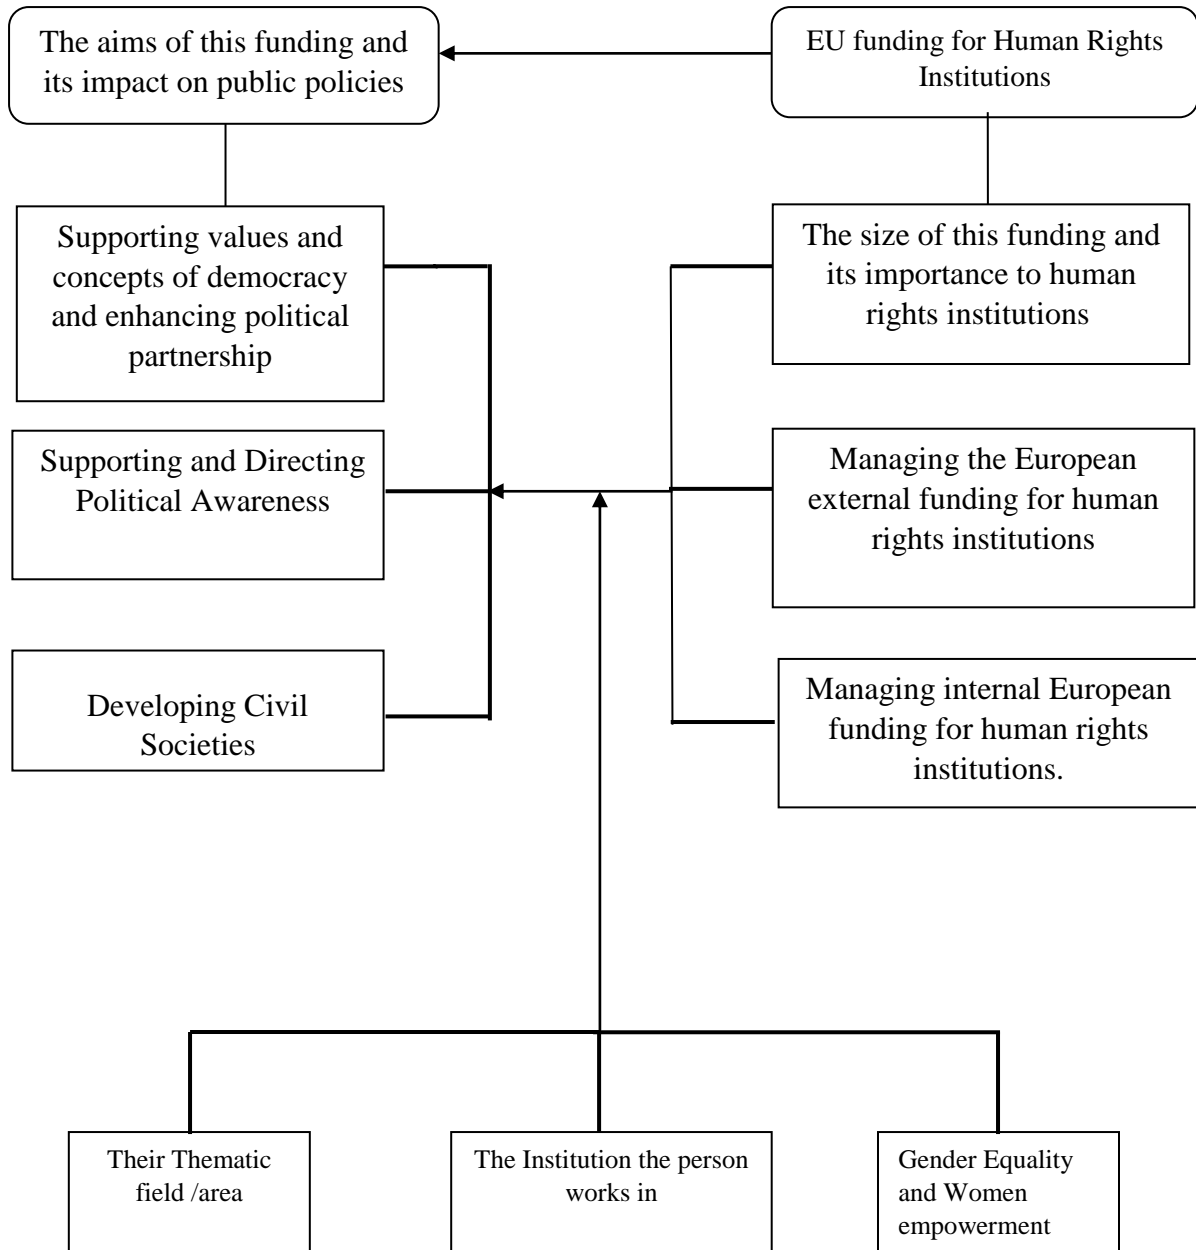 The aims of this funding and
its impact on public policies
EU funding for Human Rights
Institutions
Supporting values and
concepts of democracy
and enhancing political
partnership
The size of this funding and
its importance to human
rights institutions
Supporting and Directing
Political Awareness
Managing the European
external funding for human
rights institutions
Developing Civil
Societies
Managing internal European
funding for human rights
institutions.
Their Thematic
field /area
The Institution the person
works in
Gender Equality
and Women
empowerment